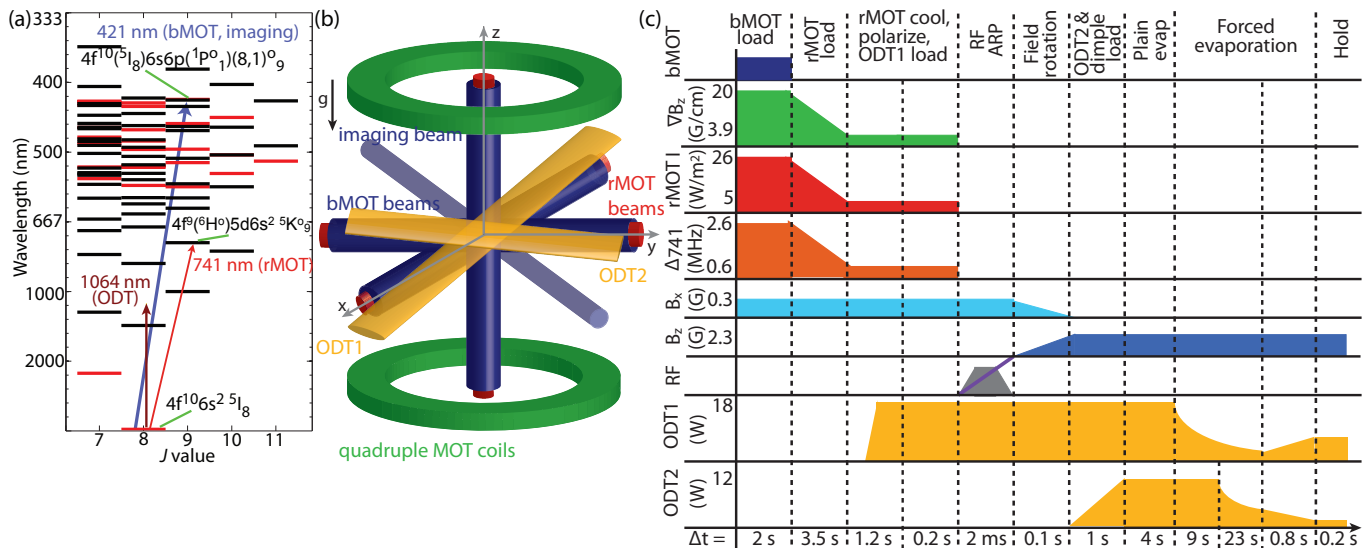 (a)
333
400
500
667
1000
2000
Wavelength (nm)
421 nm (bMOT, imaging)
4f¹⁰(⁵I₈)6s6p(¹Pᵒ₁)(8,1)ᵒ₉
4f⁹(⁶Hᵒ)5d6s² ⁵Kᵒ₉
741 nm (rMOT)
1064 nm
(ODT)
4f¹⁰6s² ⁵I₈
7 8 9 10 11
J value
(b)
z
g
imaging beam
bMOT beams
rMOT
beams
y
ODT2
x
ODT1
quadruple MOT coils
(c)
bMOT
load
rMOT
load
rMOT cool,
polarize,
ODT1 load
RF
ARP
Field
rotation
ODT2 &
dimple
load
Plain
evap
Forced
evaporation
Hold
bMOT
∇Bz
(G/cm)
20
3.9
rMOT I
(W/m²)
26
5
Δ741
(MHz)
2.6
0.6
Bₓ
(G)
0.3
Bz
(G)
2.3
RF
ODT1
(W)
18
ODT2
(W)
12
Δt = 2 s 3.5 s 1.2 s 0.2 s 2 ms 0.1 s 1 s 4 s 9 s 23 s 0.8 s 0.2 s